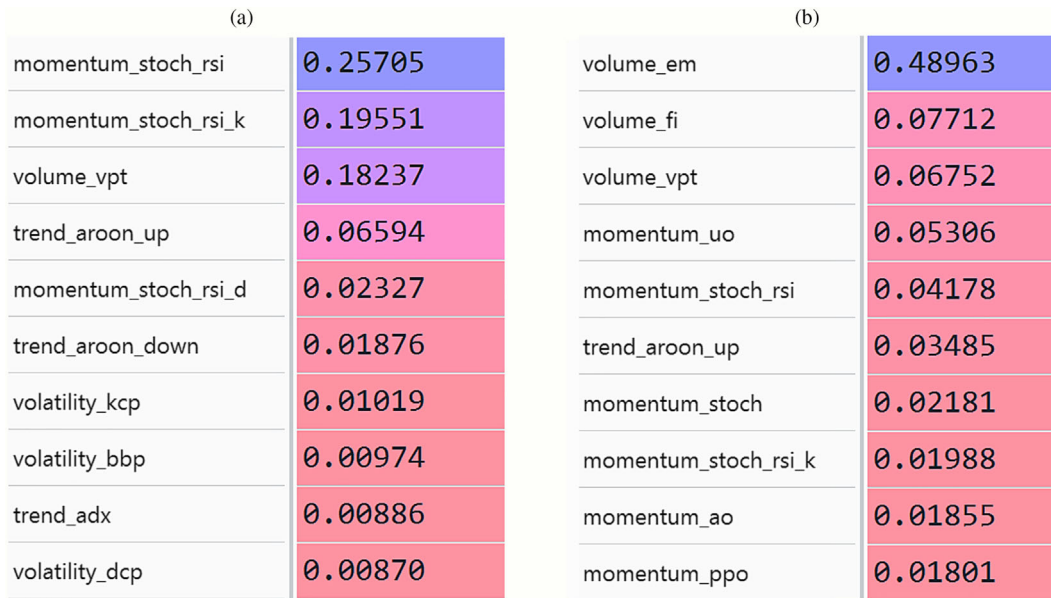 (a)
momentum_stoch_rsi 0.25705
momentum_stoch_rsi_k 0.19551
volume_vpt 0.18237
trend_aroon_up 0.06594
momentum_stoch_rsi_d 0.02327
trend_aroon_down 0.01876
volatility_kcp 0.01019
volatility_bbp 0.00974
trend_adx 0.00886
volatility_dcp 0.00870
(b)
volume_em 0.48963
volume_fi 0.07712
volume_vpt 0.06752
momentum_uo 0.05306
momentum_stoch_rsi 0.04178
trend_aroon_up 0.03485
momentum_stoch 0.02181
momentum_stoch_rsi_k 0.01988
momentum_ao 0.01855
momentum_ppo 0.01801